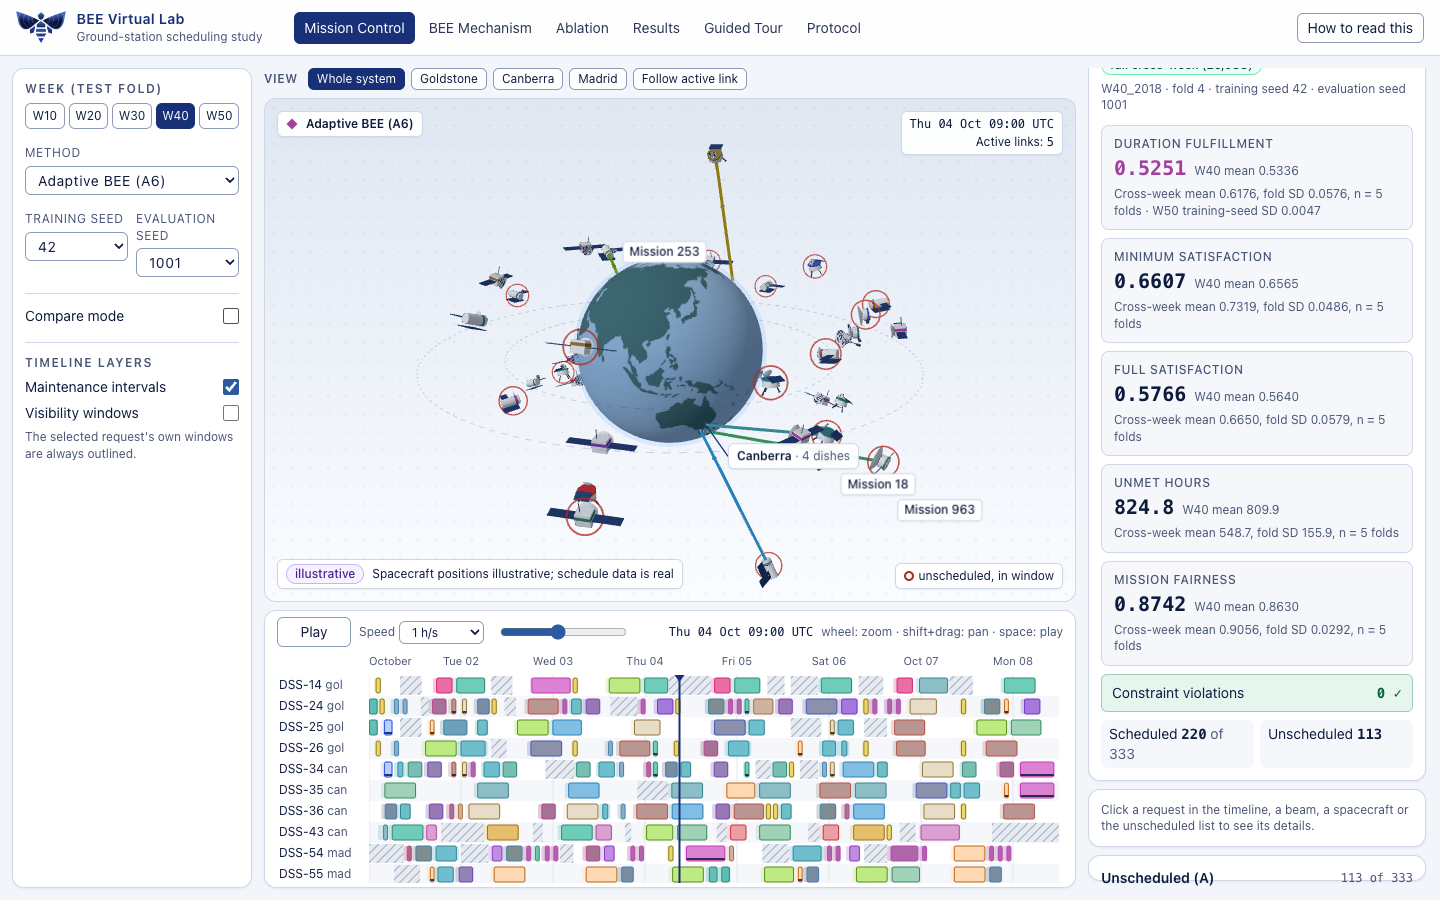 BEE Virtual Lab
Ground-station scheduling study
Mission Control
BEE Mechanism
Ablation
Results
Guided Tour
Protocol
How to read this
WEEK (TEST FOLD)
W10 W20 W30 W40 W50
METHOD
Adaptive BEE (A6)
TRAINING SEED
42
EVALUATION SEED
1001
Compare mode
TIMELINE LAYERS
Maintenance intervals
Visibility windows
The selected request's own windows
are always outlined.
VIEW Whole system Goldstone Canberra Madrid Follow active link
Adaptive BEE (A6)
Thu 04 Oct 09:00 UTC
Active links: 5
Mission 253
Canberra · 4 dishes
Mission 18
Mission 963
illustrative Spacecraft positions illustrative; schedule data is real
unscheduled, in window
Play Speed 1 h/s Thu 04 Oct 09:00 UTC wheel: zoom · shift+drag: pan · space: play
October Tue 02 Wed 03 Thu 04 Fri 05 Sat 06 Oct 07 Mon 08
DSS-14 gol
DSS-24 gol
DSS-25 gol
DSS-26 gol
DSS-34 can
DSS-35 can
DSS-36 can
DSS-43 can
DSS-54 mad
DSS-55 mad
W40_2018 · fold 4 · training seed 42 · evaluation seed
1001
DURATION FULFILLMENT
0.5251 W40 mean 0.5336
Cross-week mean 0.6176, fold SD 0.0576, n = 5
folds · W50 training-seed SD 0.0047
MINIMUM SATISFACTION
0.6607 W40 mean 0.6565
Cross-week mean 0.7319, fold SD 0.0486, n = 5
folds
FULL SATISFACTION
0.5766 W40 mean 0.5640
Cross-week mean 0.6650, fold SD 0.0579, n = 5
folds
UNMET HOURS
824.8 W40 mean 809.9
Cross-week mean 548.7, fold SD 155.9, n = 5 folds
MISSION FAIRNESS
0.8742 W40 mean 0.8630
Cross-week mean 0.9056, fold SD 0.0292, n = 5
folds
Constraint violations 0 ✓
Scheduled 220 of
333
Unscheduled 113
Click a request in the timeline, a beam, a spacecraft or
the unscheduled list to see its details.
Unscheduled (A) 113 of 333